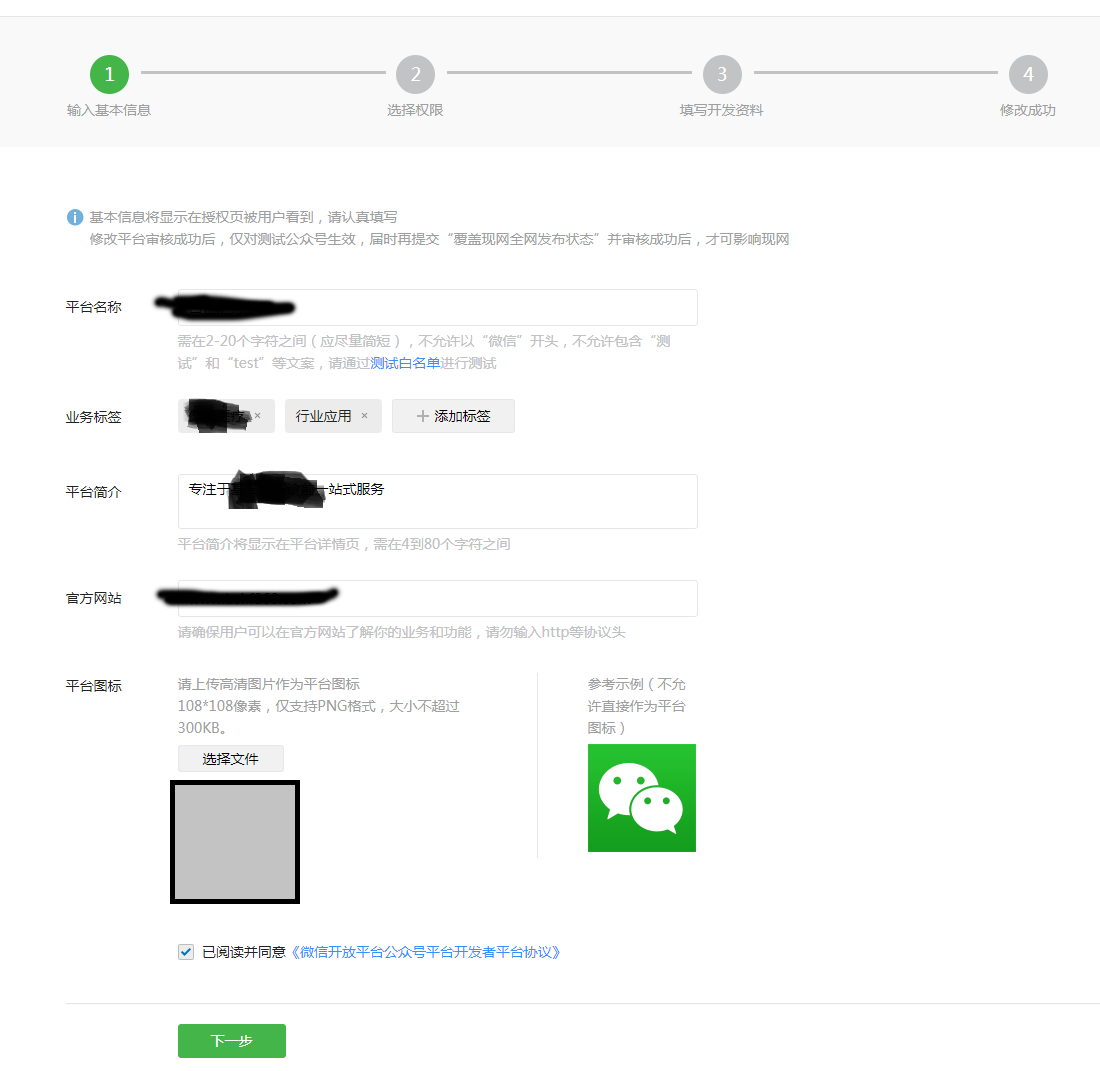 1
2
3
4
输入基本信息
选择权限
填写开发资料
修改成功
基本信息将显示在授权页被用户看到，请认真填写
修改平台审核成功后，仅对测试公众号生效，届时再提交“覆盖现网全网发布状态”并审核成功后，才可影响现网
平台名称
需在2-20个字符之间（应尽量简短），不允许以“微信”开头，不允许包含“测
试”和“test”等文案，请通过测试白名单进行测试
业务标签
×
行业应用 ×
添加标签
平台简介
专注于 一站式服务
平台简介将显示在平台详情页，需在4到80个字符之间
官方网站
请确保用户可以在官方网站了解你的业务和功能，请勿输入http等协议头
平台图标
请上传高清图片作为平台图标
108*108像素，仅支持PNG格式，大小不超过
300KB。
选择文件
参考示例（不允
许直接作为平台
图标）
已阅读并同意《微信开放平台公众号平台开发者平台协议》
下一步